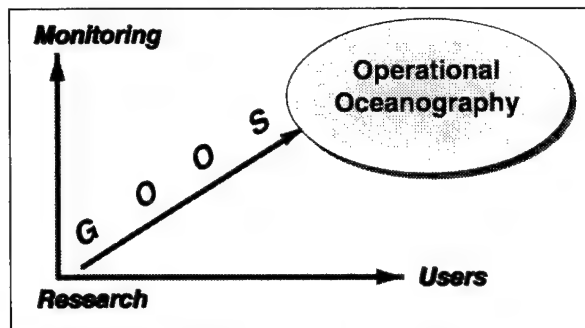 Monitoring
Operational
Oceanography
G O O S
Research
Users